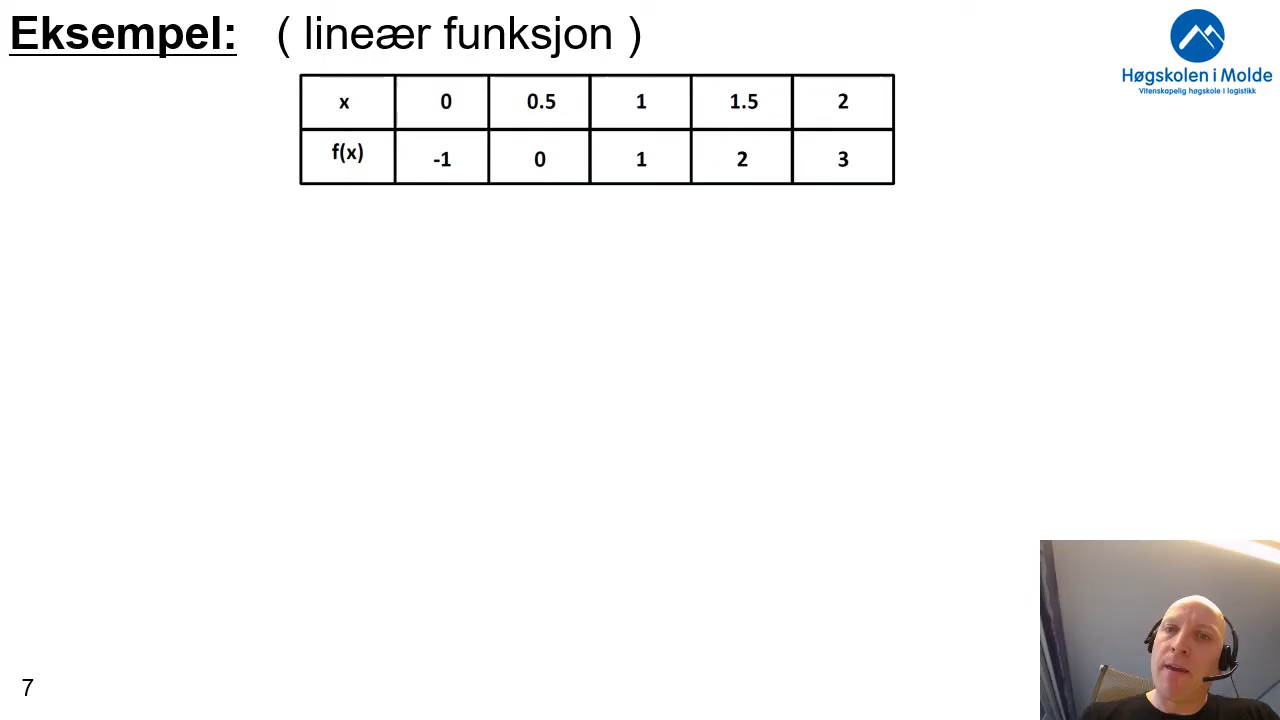 Eksempel: ( lineær funksjon )
Høgskolen i Molde
Vitenskapelig høgskole i logistikk
x 0 0.5 1 1.5 2
f(x) -1 0 1 2 3
7